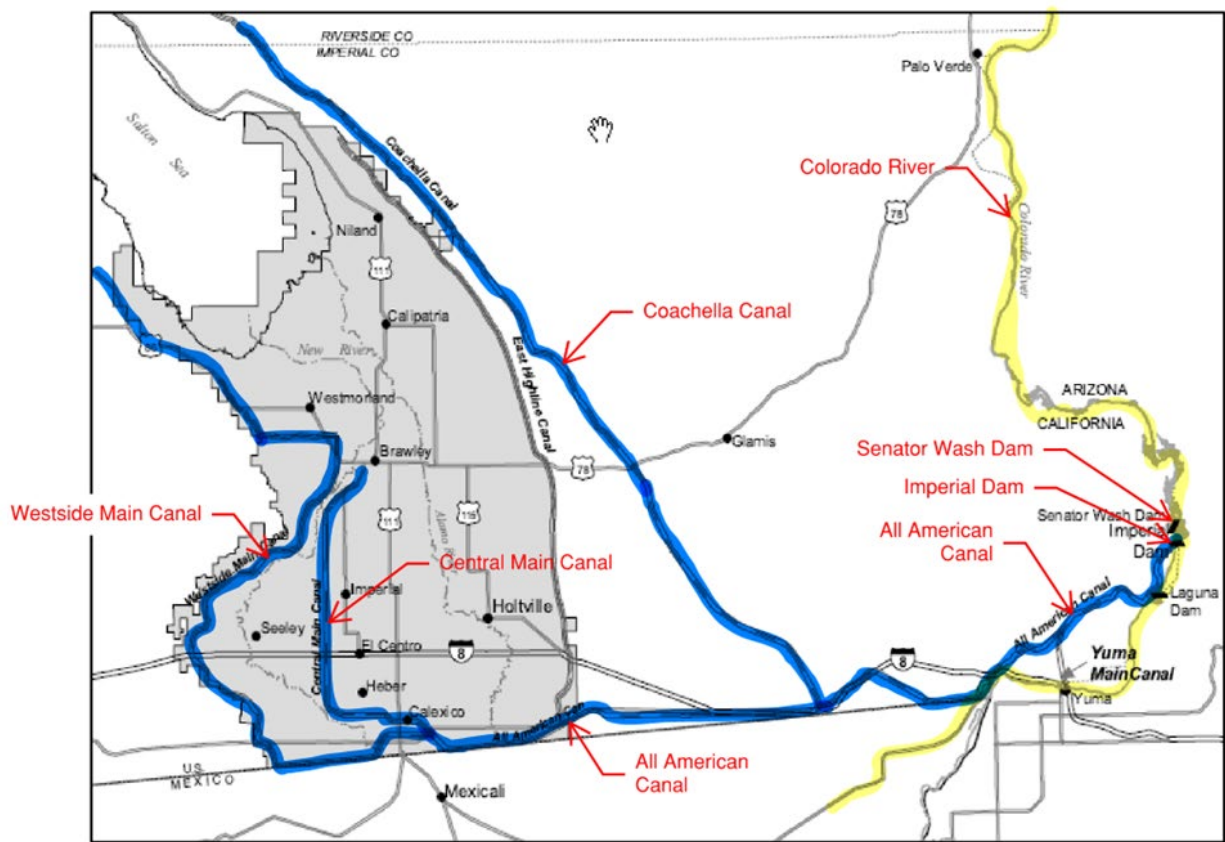 RIVERSIDE CO
IMPERIAL CO
Palo Verde
Salton Sea
Coachella Canal
Colorado River
78
Colorado River
Niland
111
Coachella Canal
Calipatria
86
New River
East Highline Canal
Westmorland
ARIZONA
CALIFORNIA
Glamis
Brawley
78
Senator Wash Dam
Imperial Dam
Westside Main Canal
111
115
Senator Wash Dam
Imperial
Dam
All American
Canal
Westside Main Canal
Central Main Canal
Imperial
Holtville
All American Canal
Laguna
Dam
Seeley
Central Main Canal
El Centro
8
8
Yuma
MainCanal
Heber
Yuma
Calexico
All American Can
All American
Canal
U.S.
MEXICO
Mexicali